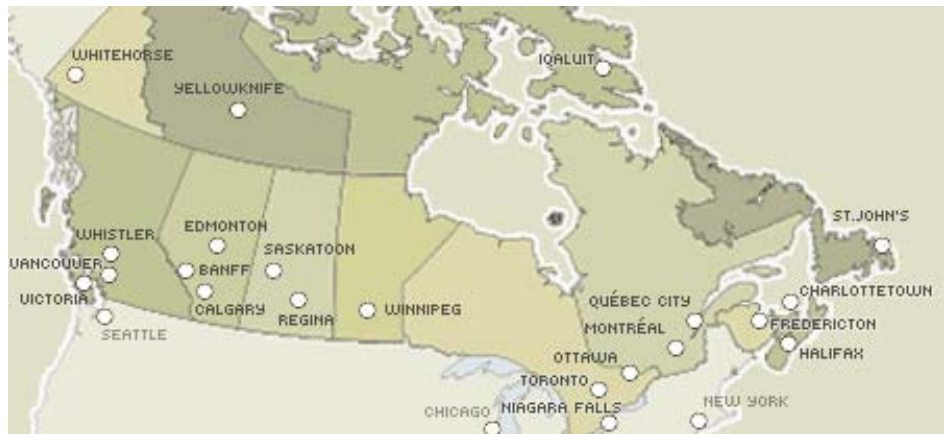 WHITEHORSE
IQALUIT
YELLOWKNIFE
ST.JOHN'S
EDMONTON
WHISTLER
SASKATOON
VANCOUVER
BANFF
CHARLOTTETOWN
VICTORIA
CALGARY
QUÉBEC CITY
WINNIPEG
REGINA
FREDERICTON
MONTRÉAL
SEATTLE
HALIFAX
OTTAWA
TORONTO
NEW YORK
NIAGARA FALLS
CHICAGO